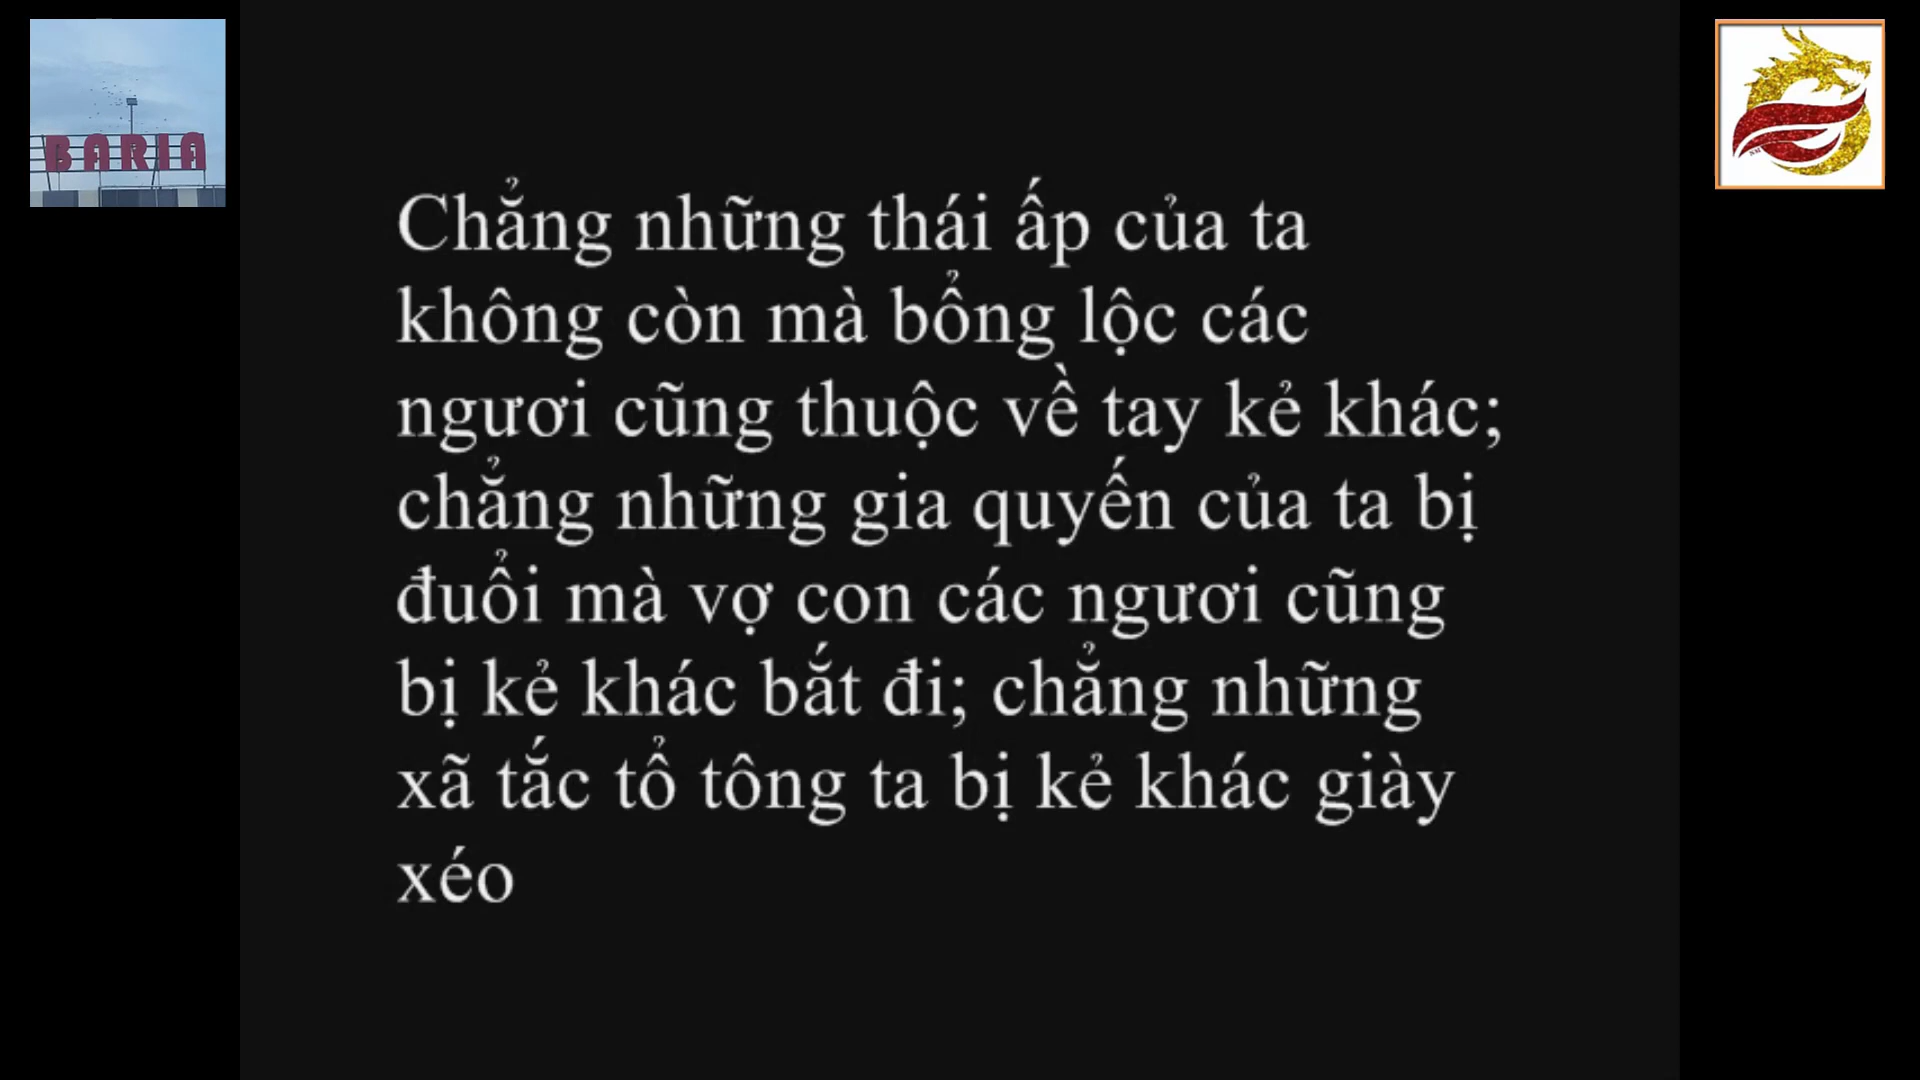 BARIA
Chẳng những thái ấp của ta
không còn mà bổng lộc các
ngươi cũng thuộc về tay kẻ khác;
chẳng những gia quyến của ta bị
đuổi mà vợ con các ngươi cũng
bị kẻ khác bắt đi; chẳng những
xã tắc tổ tông ta bị kẻ khác giày
xéo